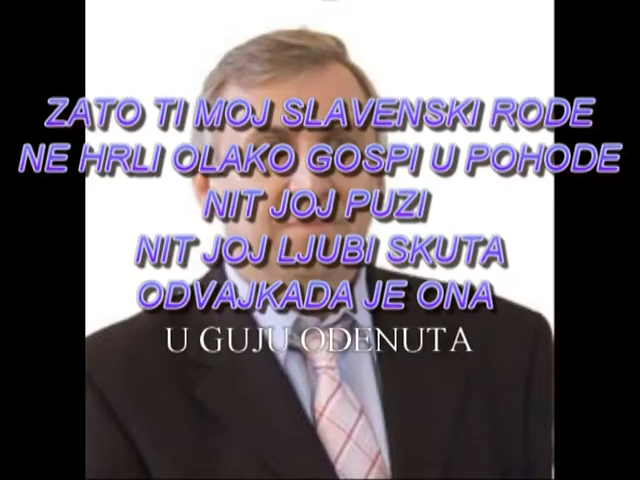 ZATO TI MOJ SLAVENSKI RODE
NE HRLI OLAKO GOSPI U POHODE
NIT JOJ PUZI
NIT JOJ LJUBI SKUTA
ODVAJKADA JE ONA
U GUJU ODENUTA